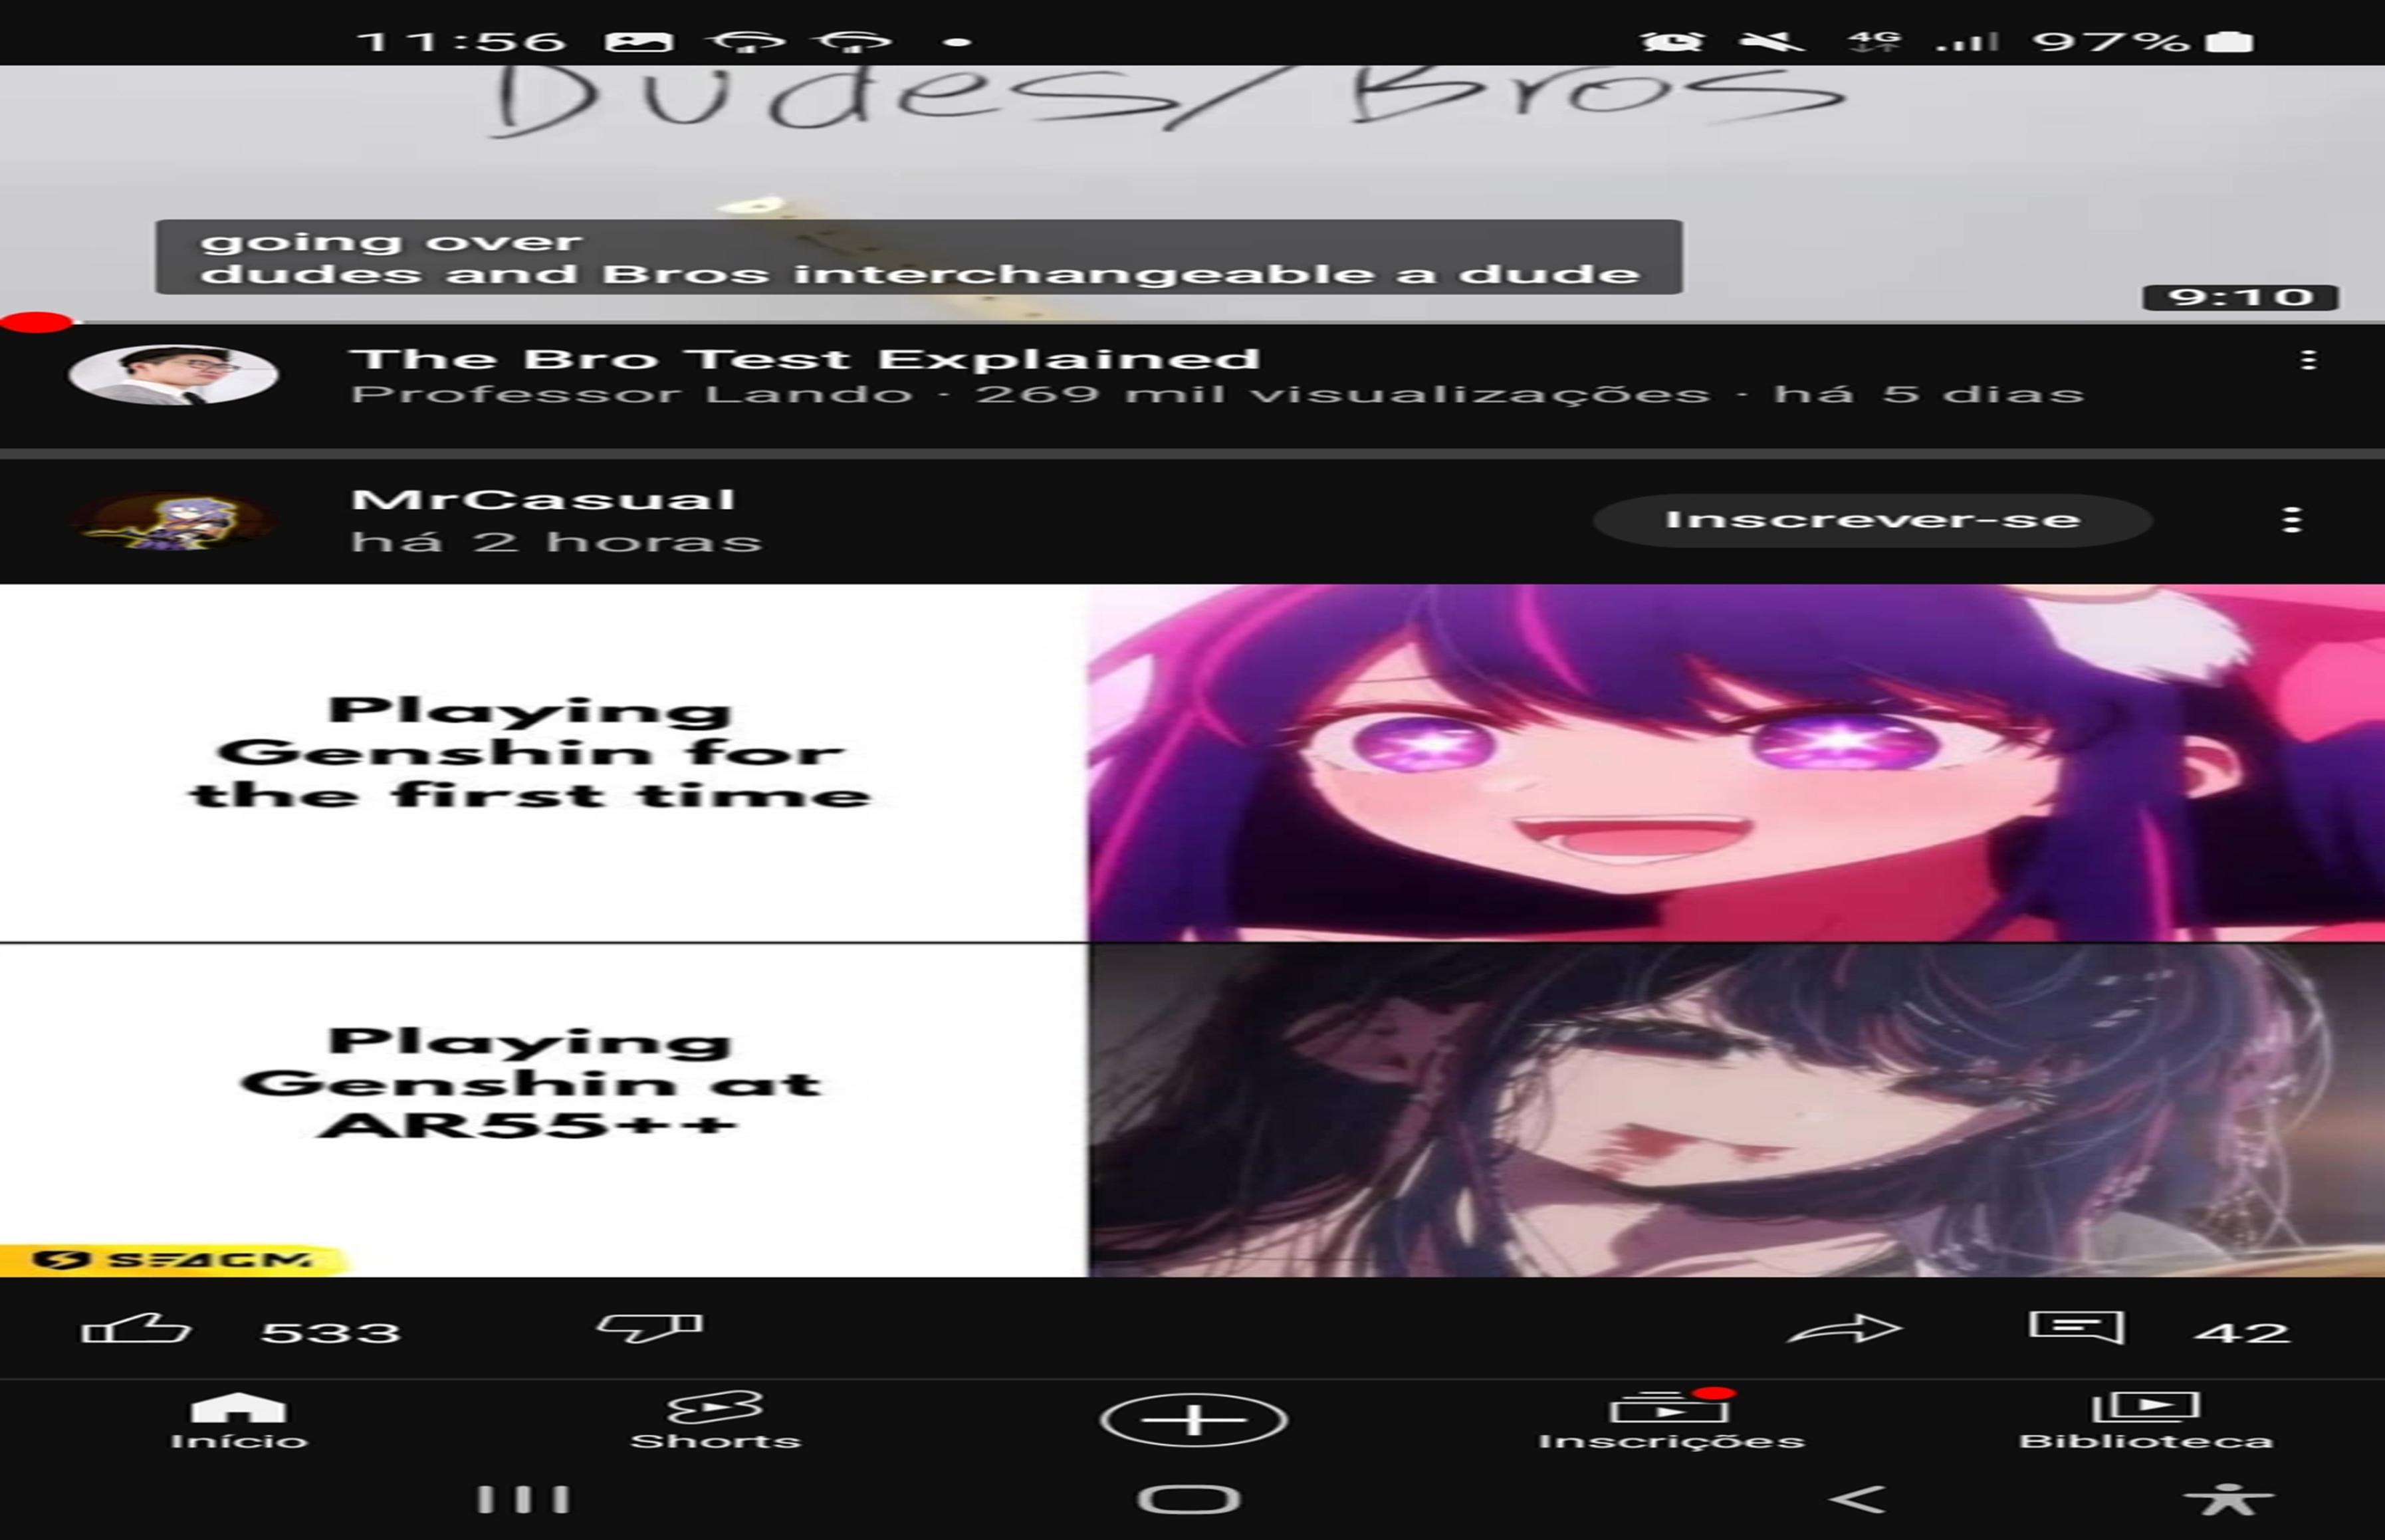 11:56
4G
97%
Dudes/Bros
going over
dudes and Bros interchangeable a dude
9:10
The Bro Test Explained
Professor Lando · 269 mil visualizações · há 5 dias
MrCasual
há 2 horas
Inscrever-se
Playing
Genshin for
the first time
Playing
Genshin at
AR55++
SEAGM
533
42
Início
Shorts
Inscrições
Biblioteca